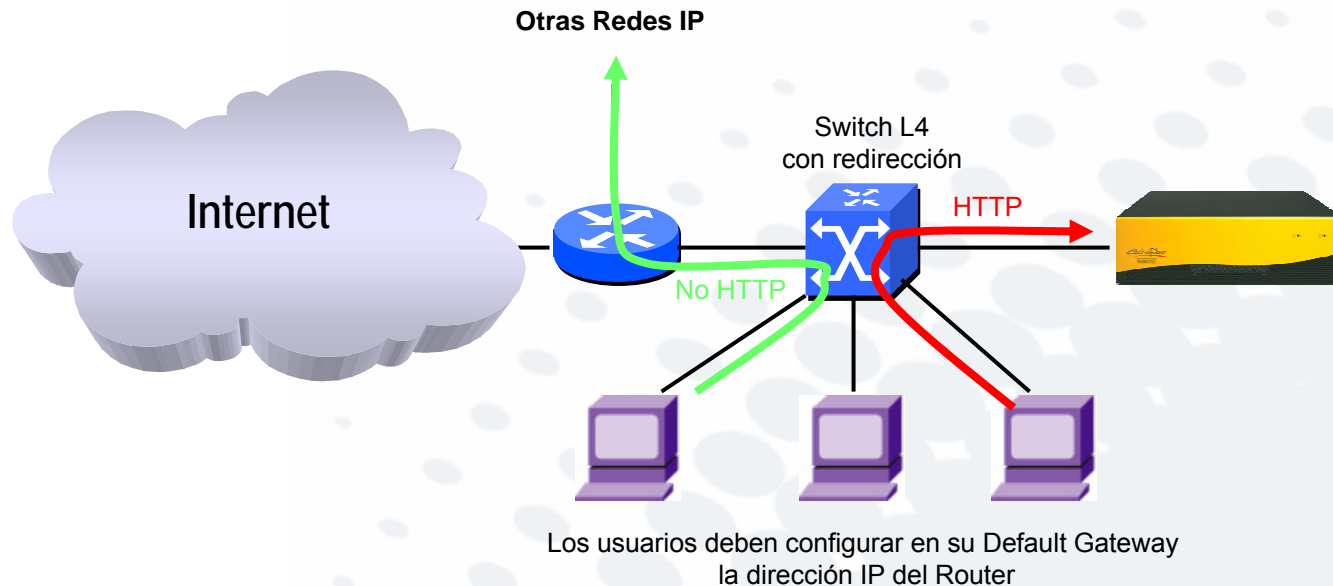 Otras Redes IP
Switch L4
con redirección
Internet
HTTP
No HTTP
CacheFlow
Los usuarios deben configurar en su Default Gateway
la dirección IP del Router